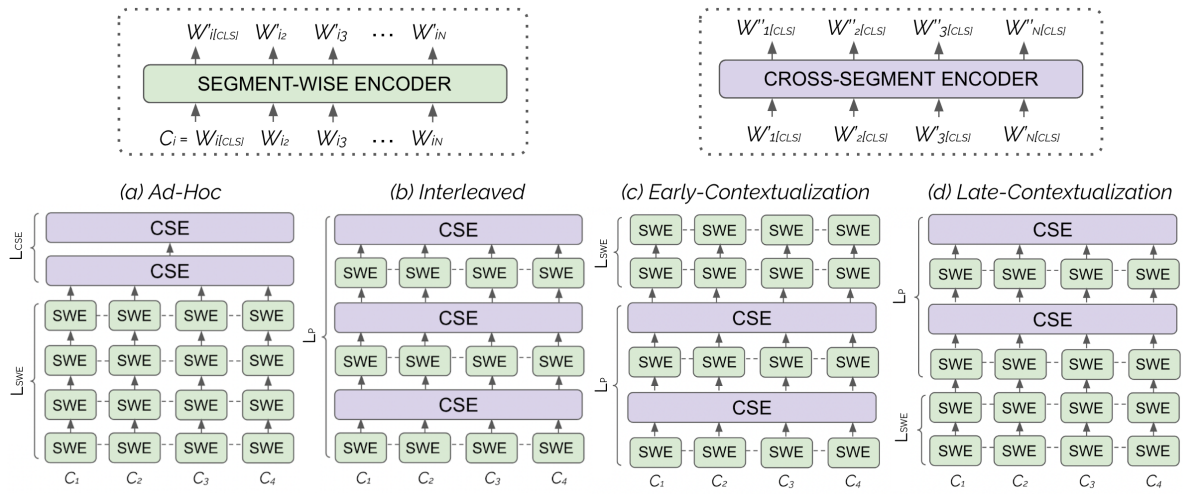 W'i[CLS] W'i2 W'i3 ... W'iN
SEGMENT-WISE ENCODER
Ci = Wi[CLS] Wi2 Wi3 ... WiN
W"1[CLS] W"2[CLS] W"3[CLS] W"N[CLS]
CROSS-SEGMENT ENCODER
W'1[CLS] W'2[CLS] W'3[CLS] W'N[CLS]
(a) Ad-Hoc
LCSE
CSE
CSE
LSWE
SWE SWE SWE SWE
SWE SWE SWE SWE
SWE SWE SWE SWE
SWE SWE SWE SWE
C1 C2 C3 C4
(b) Interleaved
LP
CSE
SWE SWE SWE SWE
CSE
SWE SWE SWE SWE
CSE
SWE SWE SWE SWE
C1 C2 C3 C4
(c) Early-Contextualization
LSWE
SWE SWE SWE SWE
SWE SWE SWE SWE
LP
CSE
SWE SWE SWE SWE
CSE
SWE SWE SWE SWE
C1 C2 C3 C4
(d) Late-Contextualization
LP
CSE
SWE SWE SWE SWE
CSE
SWE SWE SWE SWE
LSWE
SWE SWE SWE SWE
SWE SWE SWE SWE
C1 C2 C3 C4